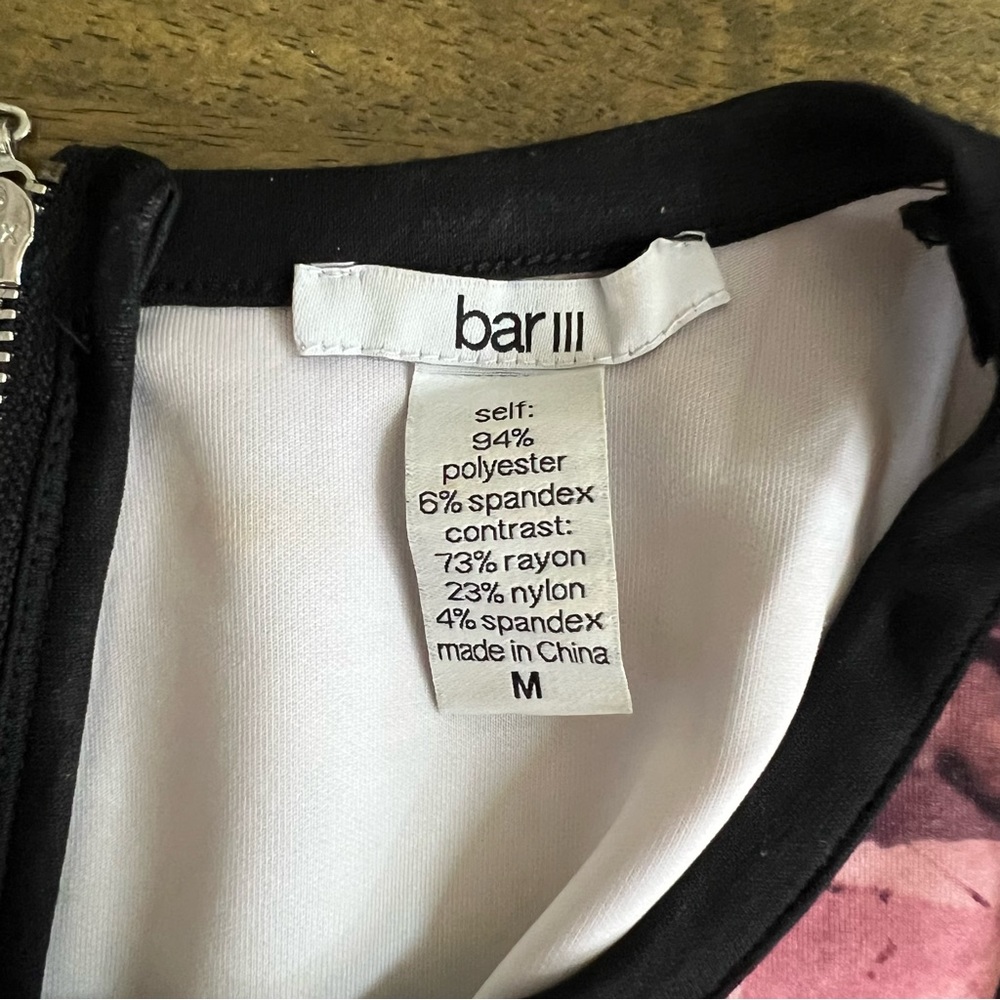 bar III
self:
94%
polyester
6% spandex
contrast:
73% rayon
23% nylon
4% spandex
made in China
M